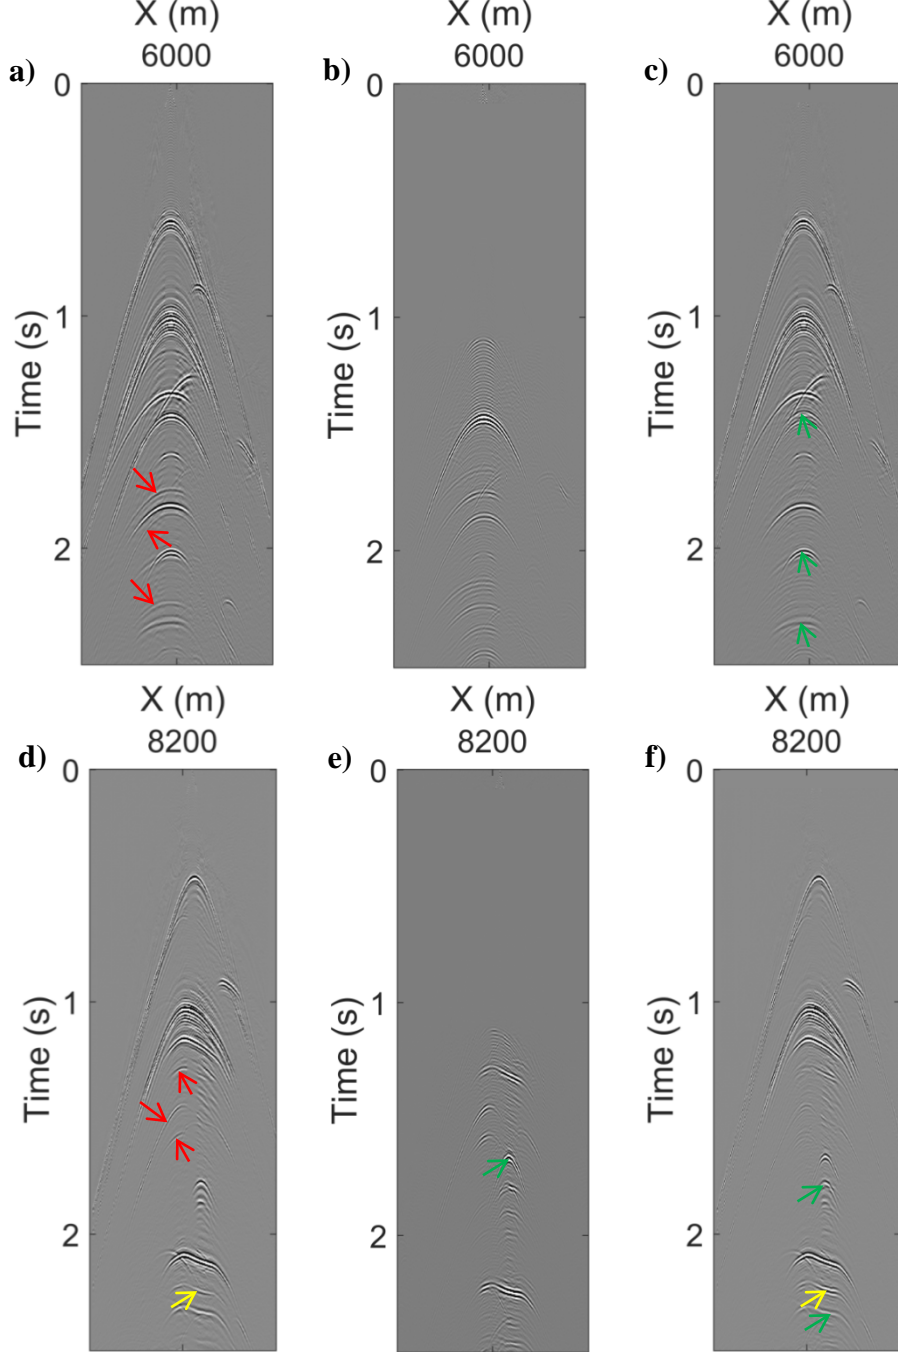 X (m) X (m) X (m)
a) 6000 b) 6000 c) 6000
0 0 0
Time (s) Time (s) Time (s)
1 1 1
2 2 2
X (m) X (m) X (m)
d) 8200 e) 8200 f) 8200
0 0 0
Time (s) Time (s) Time (s)
1 1 1
2 2 2